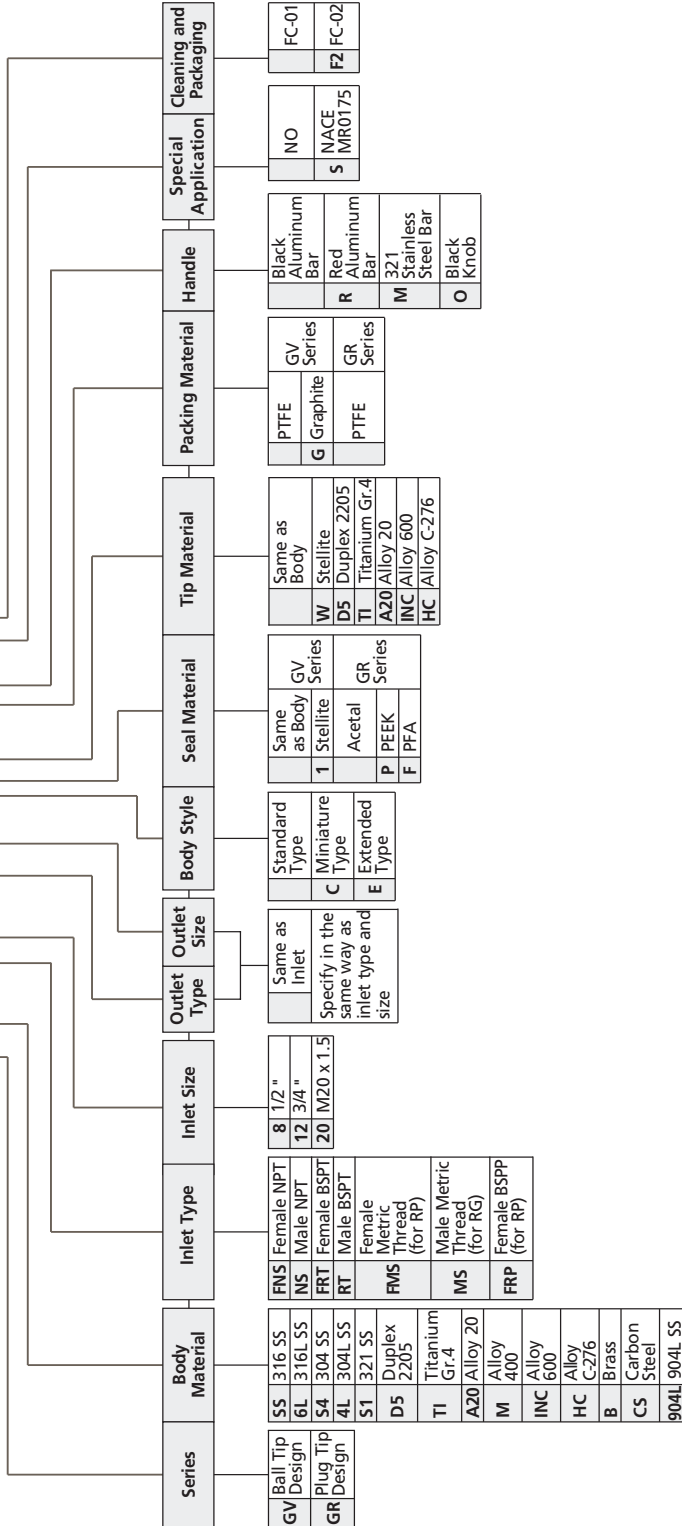 Series
GV Ball Tip
Design
GR Plug Tip
Design
Body
Material
SS 316 SS
6L 316L SS
S4 304 SS
4L 304L SS
S1 321 SS
D5 Duplex
2205
TI Titanium
Gr.4
A20 Alloy 20
M Alloy
400
INC Alloy
600
HC Alloy
C-276
B Brass
CS Carbon
Steel
904L 904L SS
Inlet Type
FNS Female NPT
NS Male NPT
FRT Female BSPT
RT Male BSPT
FMS Female
Metric
Thread
(for RP)
MS Male Metric
Thread
(for RG)
FRP Female BSPP
(for RP)
Inlet Size
8 1/2 "
12 3/4 "
20 M20 x 1.5
Outlet
Type
Outlet
Size
Same as
Inlet
Specify in the
same way as
inlet type and
size
Body Style
Standard
Type
C Miniature
Type
E Extended
Type
Seal Material
Same
as Body
1 Stellite
GV
Series
Acetal
P PEEK
F PFA
GR
Series
Tip Material
Same as
Body
W Stellite
D5 Duplex 2205
TI Titanium Gr.4
A20 Alloy 20
INC Alloy 600
HC Alloy C-276
Packing Material
PTFE
G Graphite
GV
Series
PTFE
GR
Series
Handle
Black
Aluminum
Bar
R Red
Aluminum
Bar
M 321
Stainless
Steel Bar
O Black
Knob
Special
Application
NO
S NACE
MR0175
Cleaning and
Packaging
FC-01
F2 FC-02